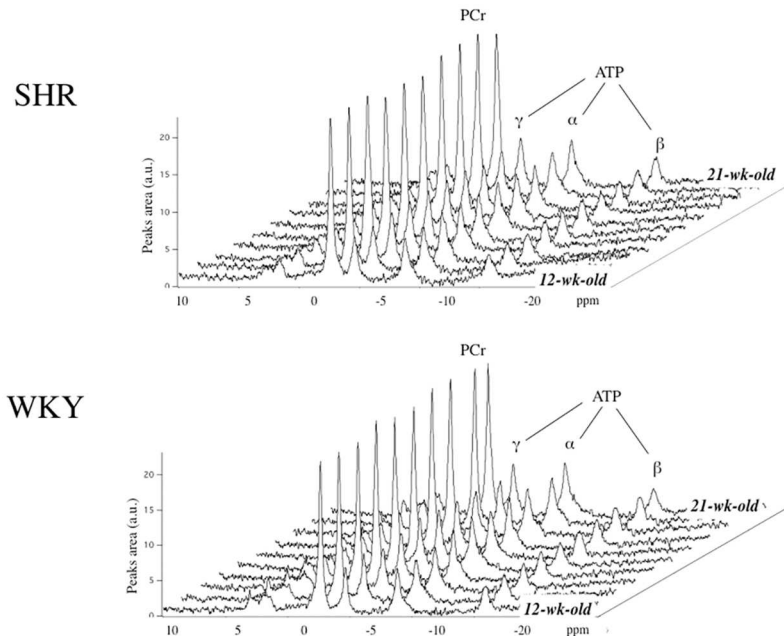 PCr
SHR
ATP
γ
α
β
20
15
10
5
0
Peaks area (a.u.)
21-wk-old
12-wk-old
10 5 0 -5 -10 -20 ppm
PCr
WKY
ATP
γ
α
β
20
15
10
5
0
Peaks area (a.u.)
21-wk-old
12-wk-old
10 5 0 -5 -10 -20 ppm